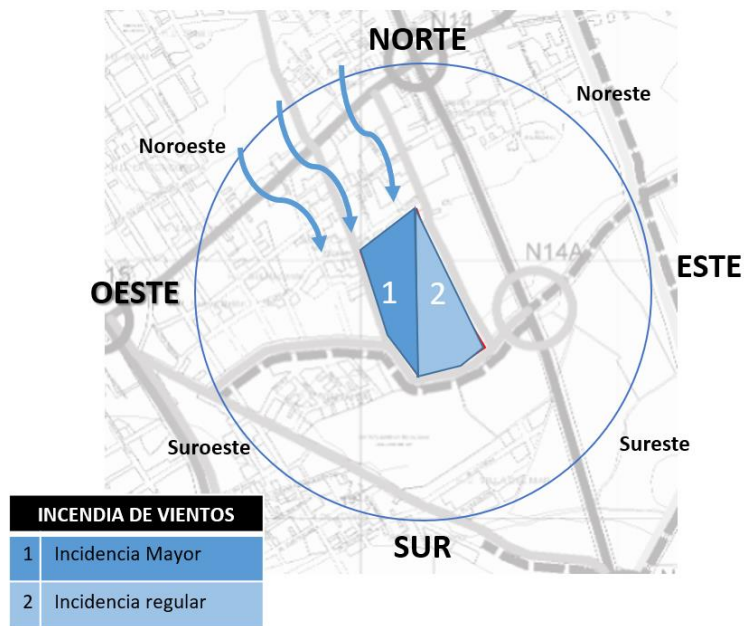 N14
NORTE
Noreste
Noroeste
N14A
ESTE
OESTE
1
2
Suroeste
Sureste
SUR
INCENDIA DE VIENTOS
1 Incidencia Mayor
2 Incidencia regular